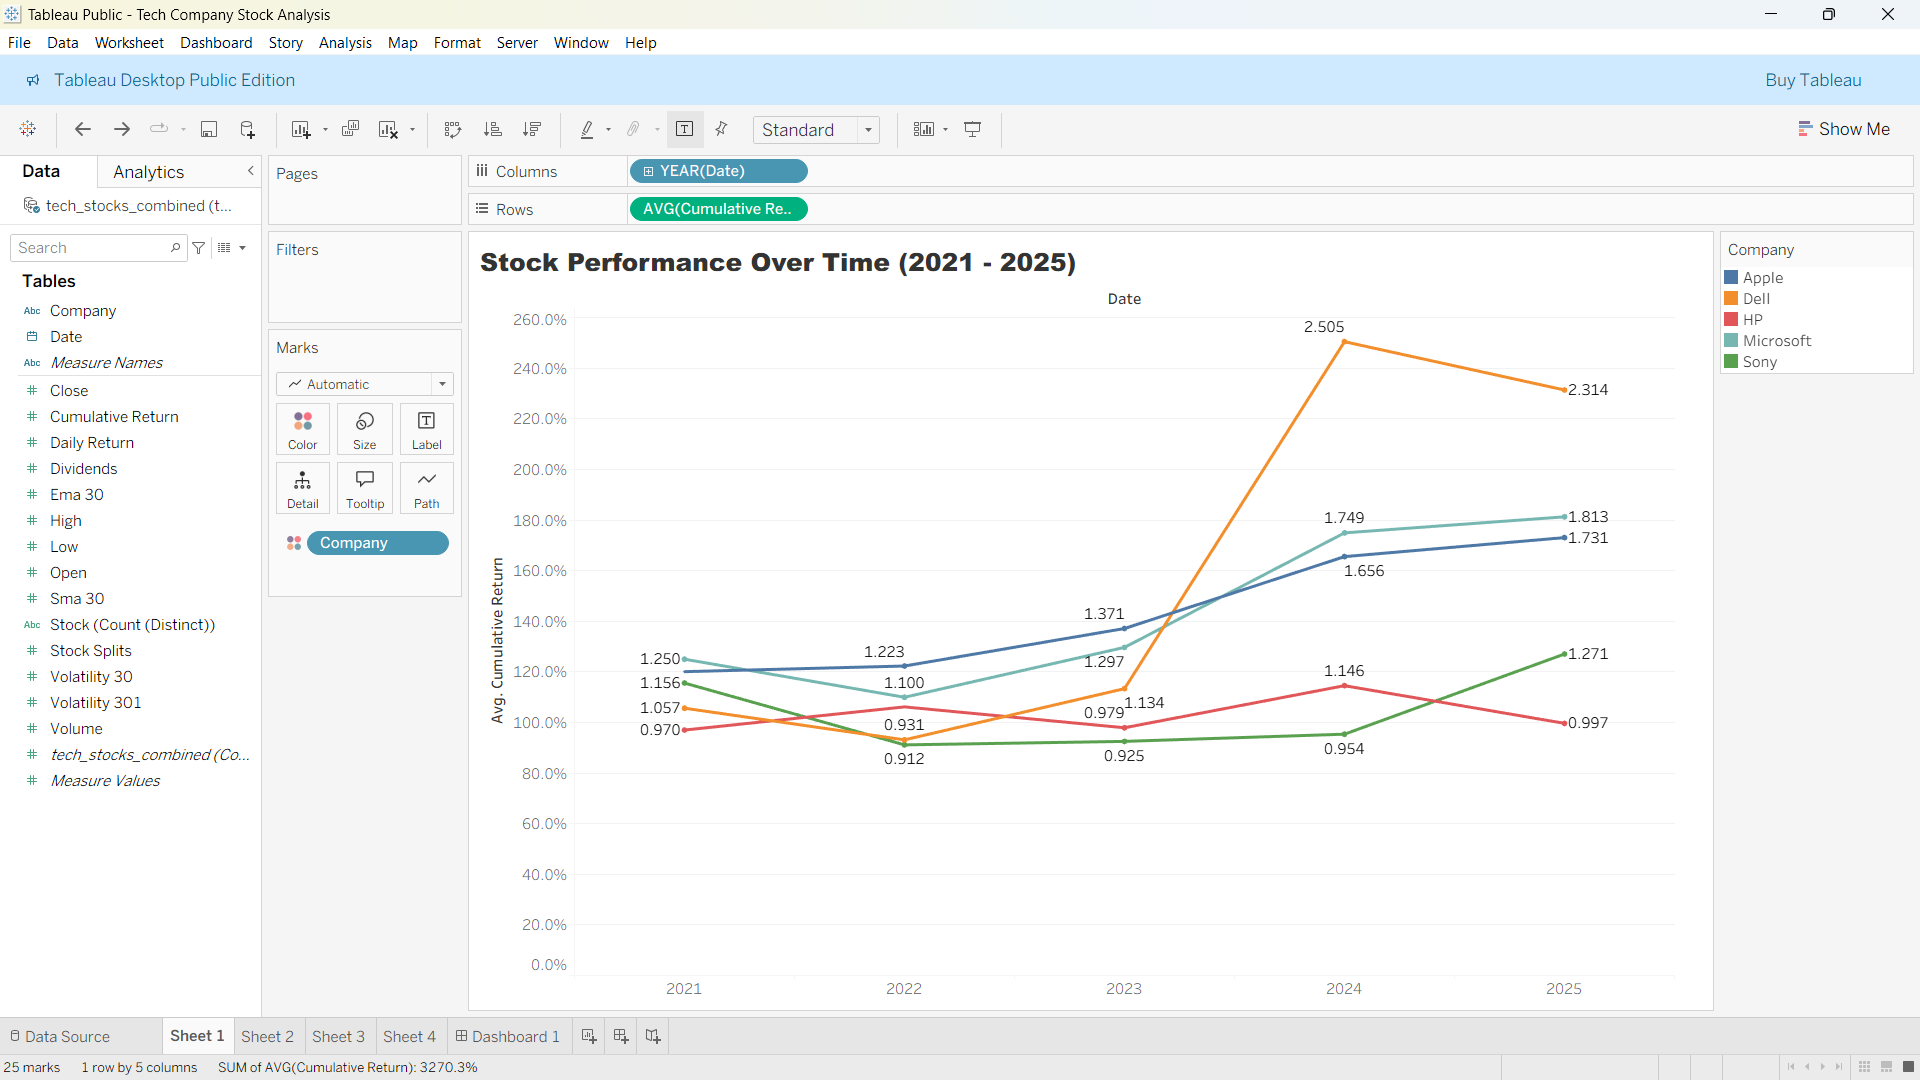 Tableau Public - Tech Company Stock Analysis
File Data Worksheet Dashboard Story Analysis Map Format Server Window Help
Tableau Desktop Public Edition
Buy Tableau
Standard
Show Me
Data Analytics
tech_stocks_combined (t...
Search
Tables
Abc Company
Date
Abc Measure Names
Close
Cumulative Return
Daily Return
Dividends
Ema 30
High
Low
Open
Sma 30
Abc Stock (Count (Distinct))
Stock Splits
Volatility 30
Volatility 301
Volume
tech_stocks_combined (Co...
Measure Values
Pages
Filters
Marks
Automatic
Color Size Label
Detail Tooltip Path
Company
Columns YEAR(Date)
Rows AVG(Cumulative Re..
Stock Performance Over Time (2021 - 2025)
Date
Avg. Cumulative Return
260.0%
240.0%
220.0%
200.0%
180.0%
160.0%
140.0%
120.0%
100.0%
80.0%
60.0%
40.0%
20.0%
0.0%
2.505
2.314
1.749
1.813
1.731
1.656
1.371
1.223
1.250
1.297
1.271
1.146
1.156
1.100
1.134
1.057
0.979
0.970
0.931
0.997
0.912
0.925
0.954
2021 2022 2023 2024 2025
Company
Apple
Dell
HP
Microsoft
Sony
Data Source Sheet 1 Sheet 2 Sheet 3 Sheet 4 Dashboard 1
25 marks 1 row by 5 columns SUM of AVG(Cumulative Return): 3270.3%